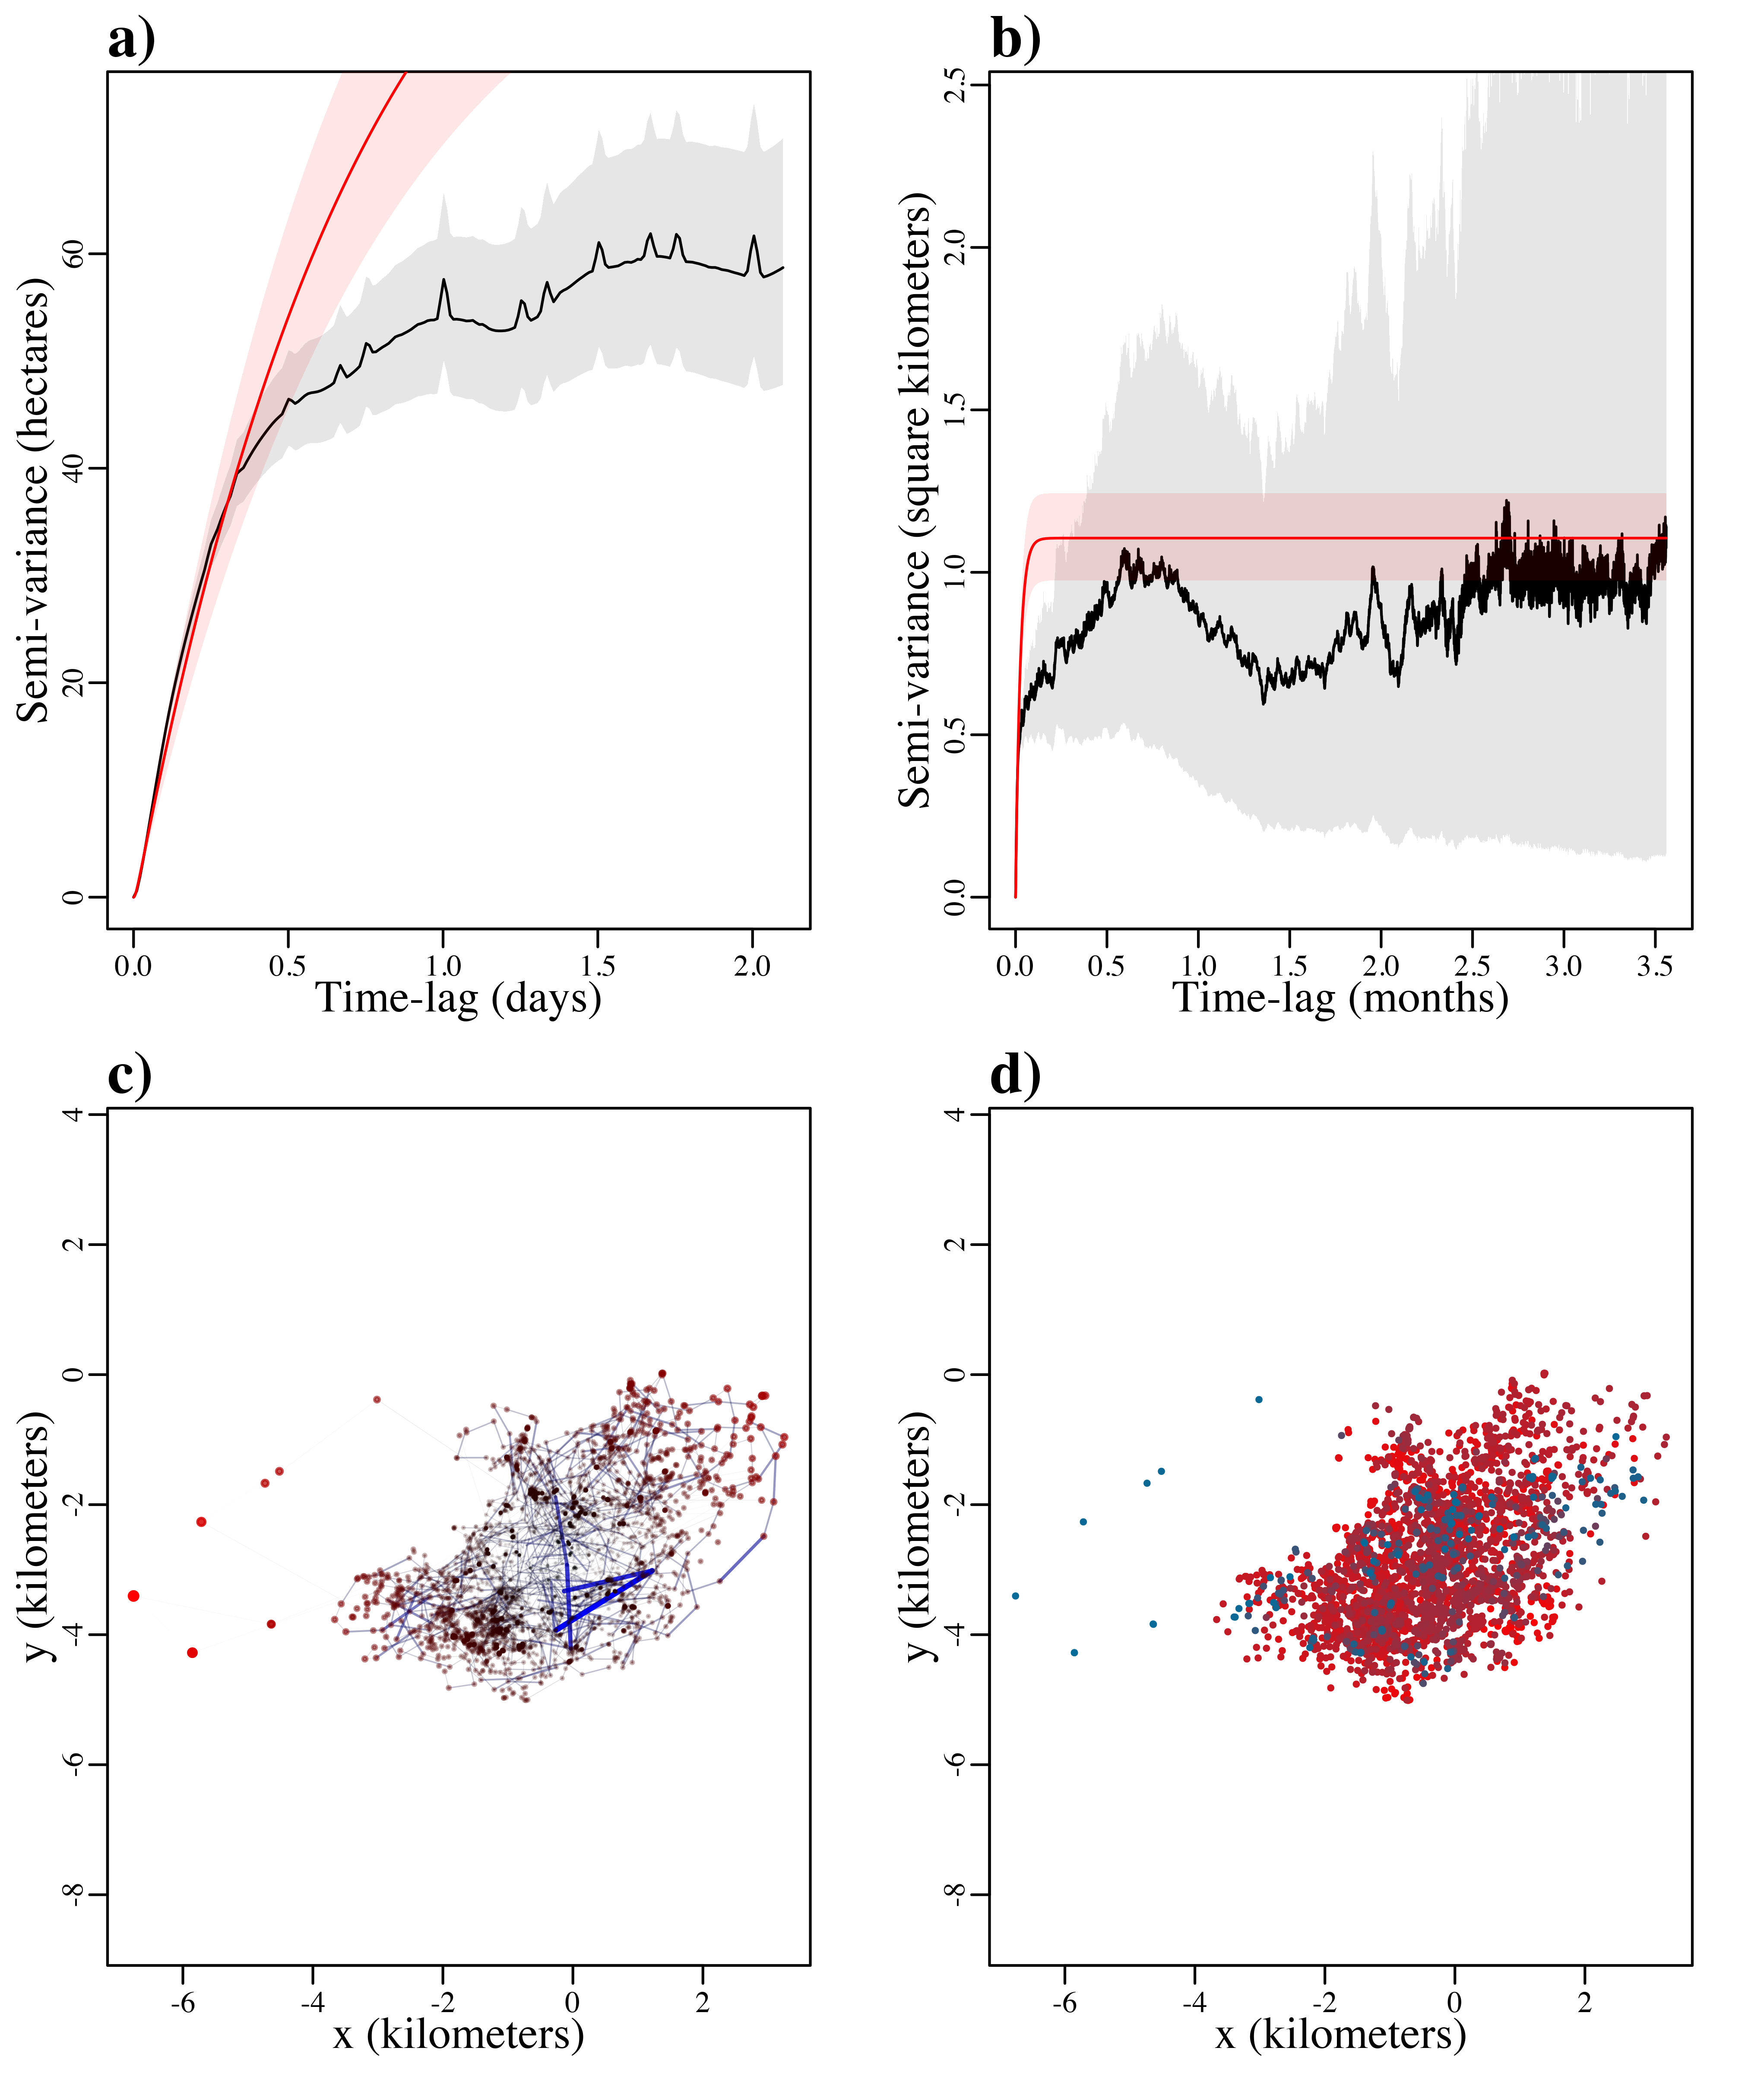 a)
Semi-variance (hectares)
0 20 40 60
0.0 0.5 1.0 1.5 2.0
Time-lag (days)
b)
Semi-variance (square kilometers)
0.0 0.5 1.0 1.5 2.0 2.5
0.0 0.5 1.0 1.5 2.0 2.5 3.0 3.5
Time-lag (months)
c)
y (kilometers)
-8 -6 -4 -2 0 2 4
-6 -4 -2 0 2
x (kilometers)
d)
y (kilometers)
-8 -6 -4 -2 0 2 4
-6 -4 -2 0 2
x (kilometers)